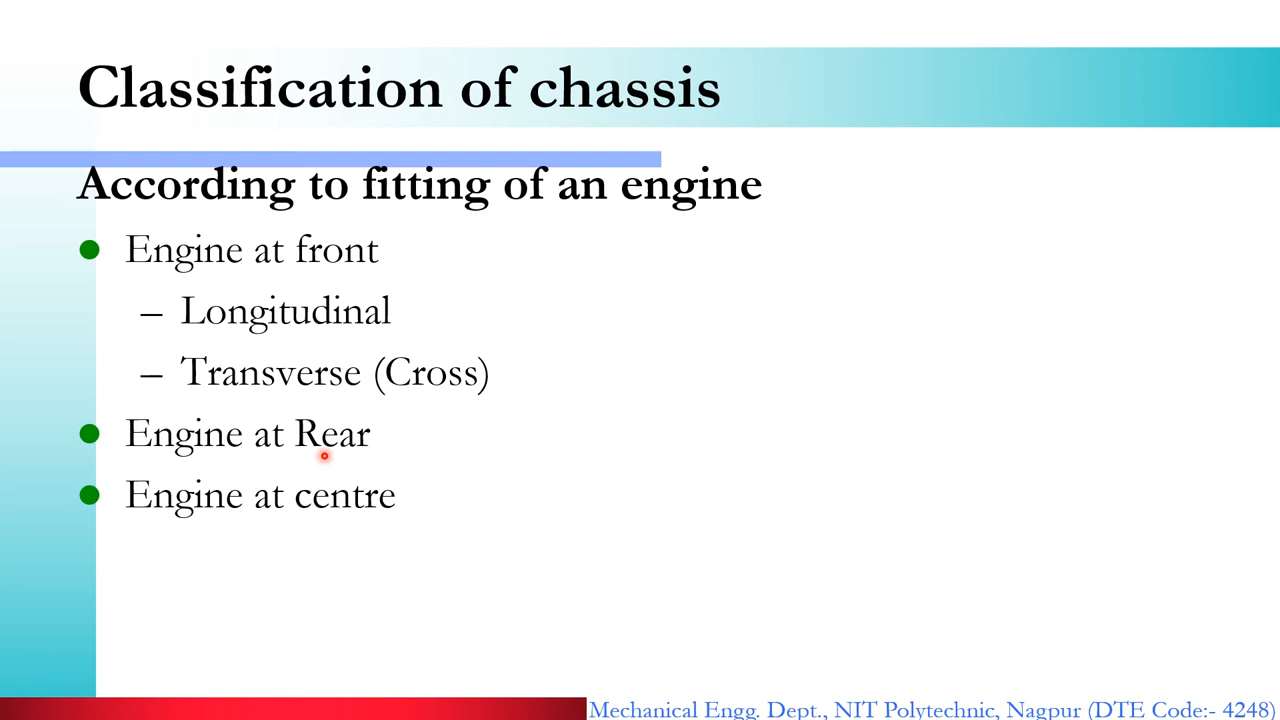 Classification of chassis
According to fitting of an engine
● Engine at front
– Longitudinal
– Transverse (Cross)
● Engine at Rear
● Engine at centre
Mechanical Engg. Dept., NIT Polytechnic, Nagpur (DTE Code:- 4248)